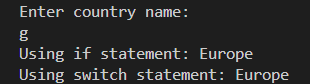 Enter country name:
g
Using if statement: Europe
Using switch statement: Europe